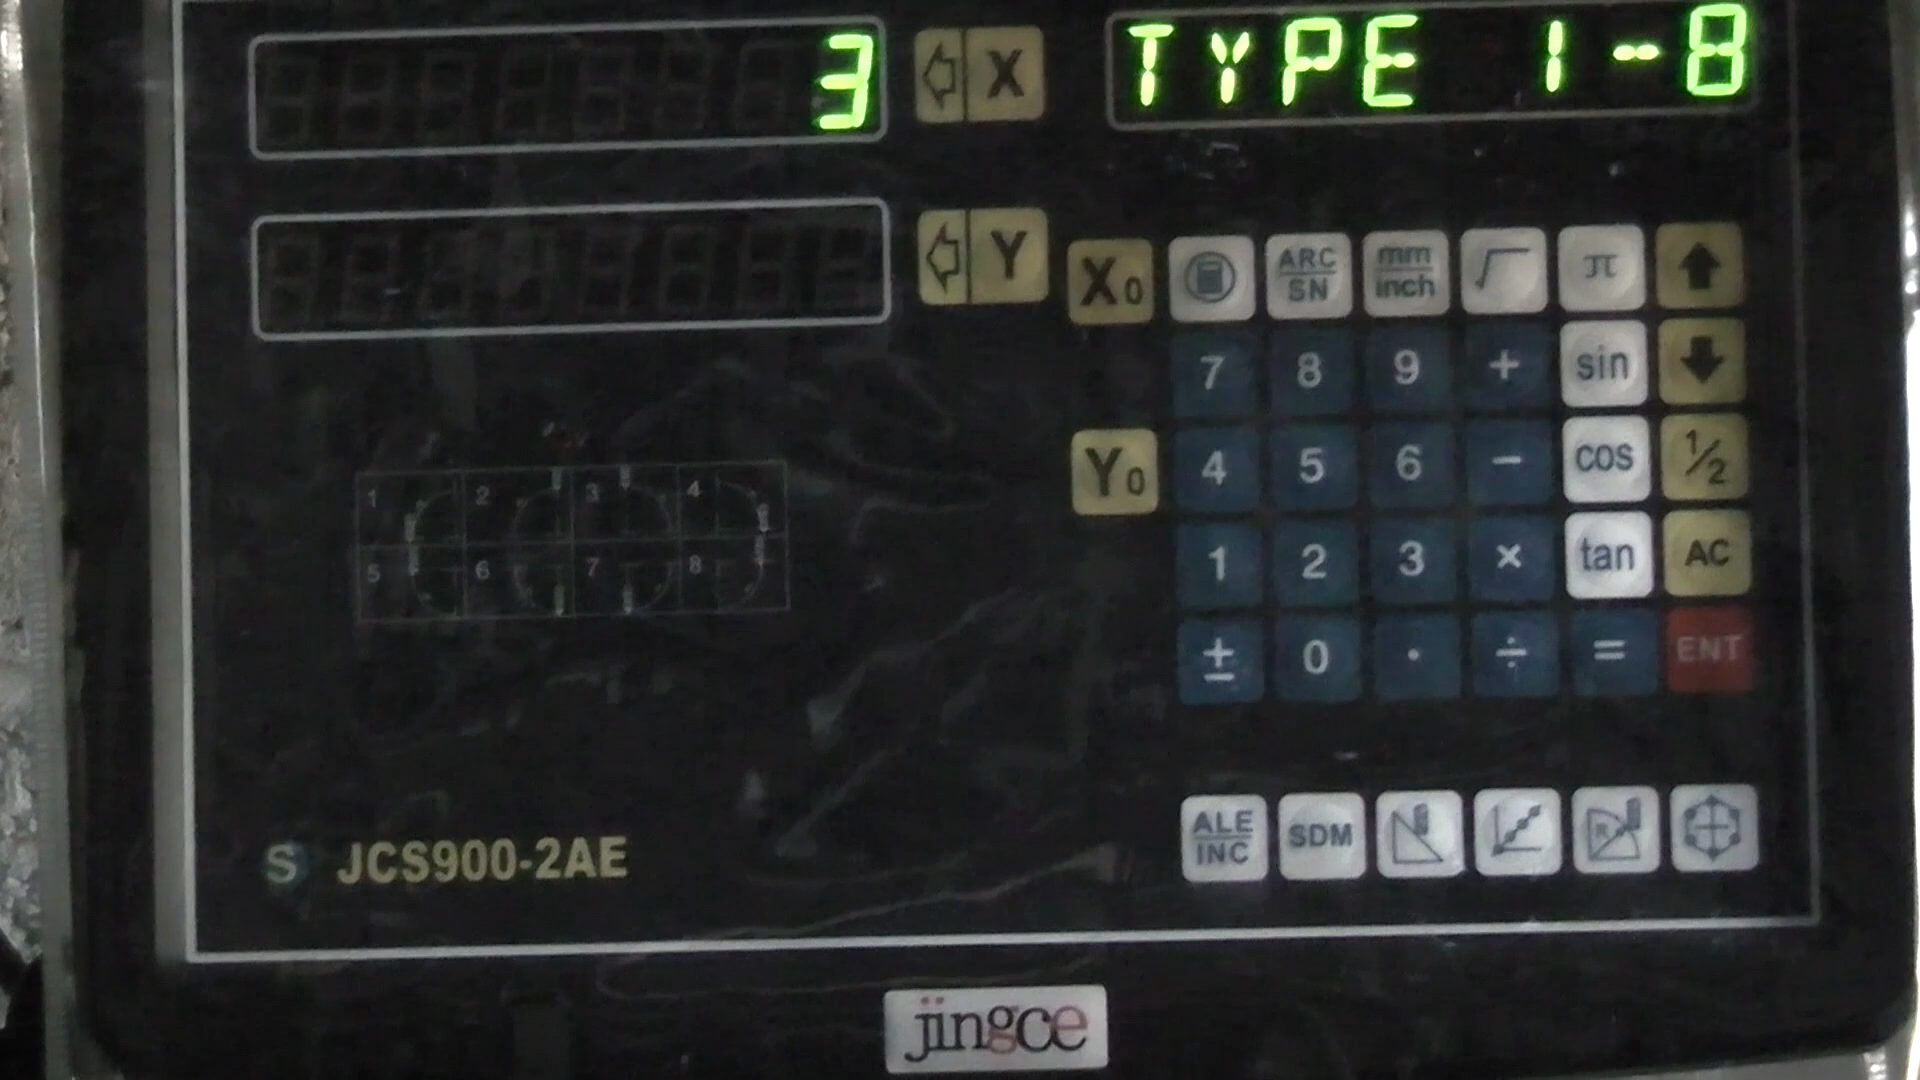 3
X
TYPE 1-8
Y
X0
ARC
SN
mm
inch
√
π
7
8
9
+
sin
Y0
4
5
6
−
cos
1/2
1
2
3
×
tan
AC
±
0
·
÷
=
ENT
1
2
3
4
5
6
7
8
ALE
INC
SDM
R
S JCS900-2AE
jingce